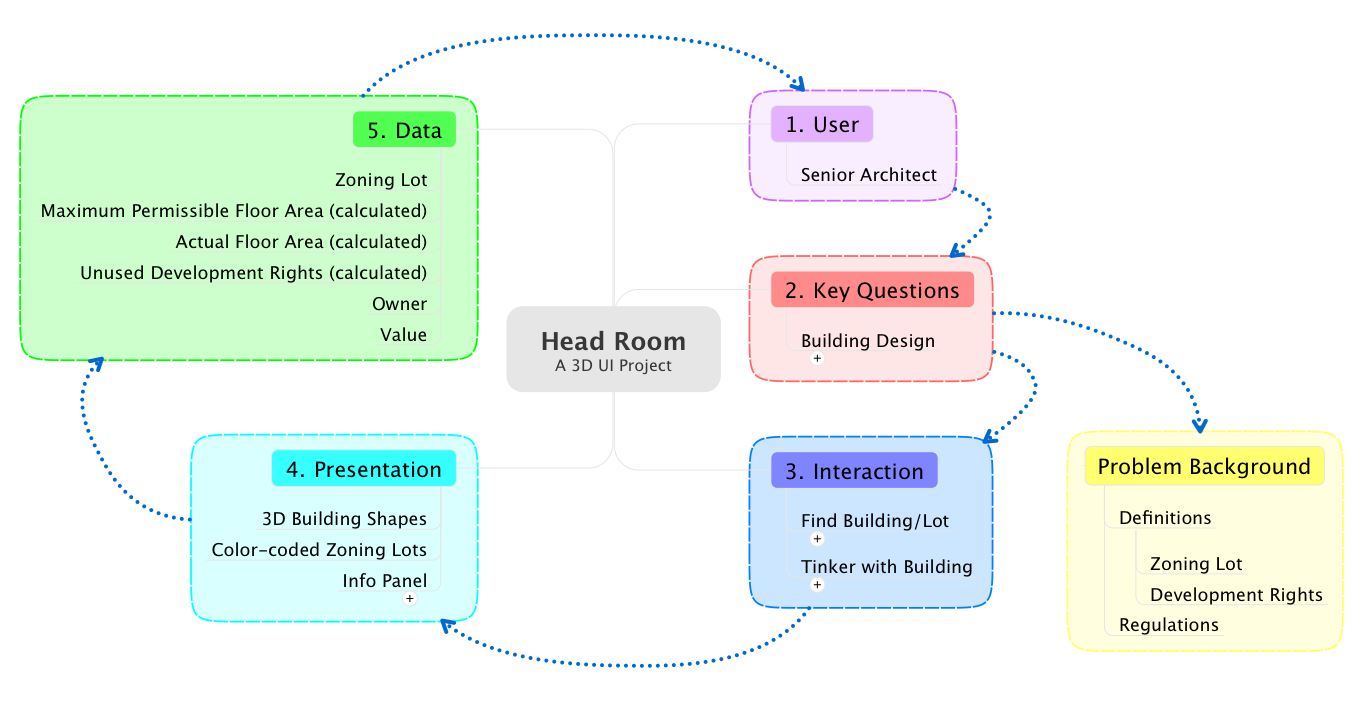 5. Data
Zoning Lot
Maximum Permissible Floor Area (calculated)
Actual Floor Area (calculated)
Unused Development Rights (calculated)
Owner
Value
1. User
Senior Architect
2. Key Questions
Building Design
+
Head Room
A 3D UI Project
4. Presentation
3D Building Shapes
Color-coded Zoning Lots
Info Panel
+
3. Interaction
Find Building/Lot
+
Tinker with Building
+
Problem Background
Definitions
Zoning Lot
Development Rights
Regulations